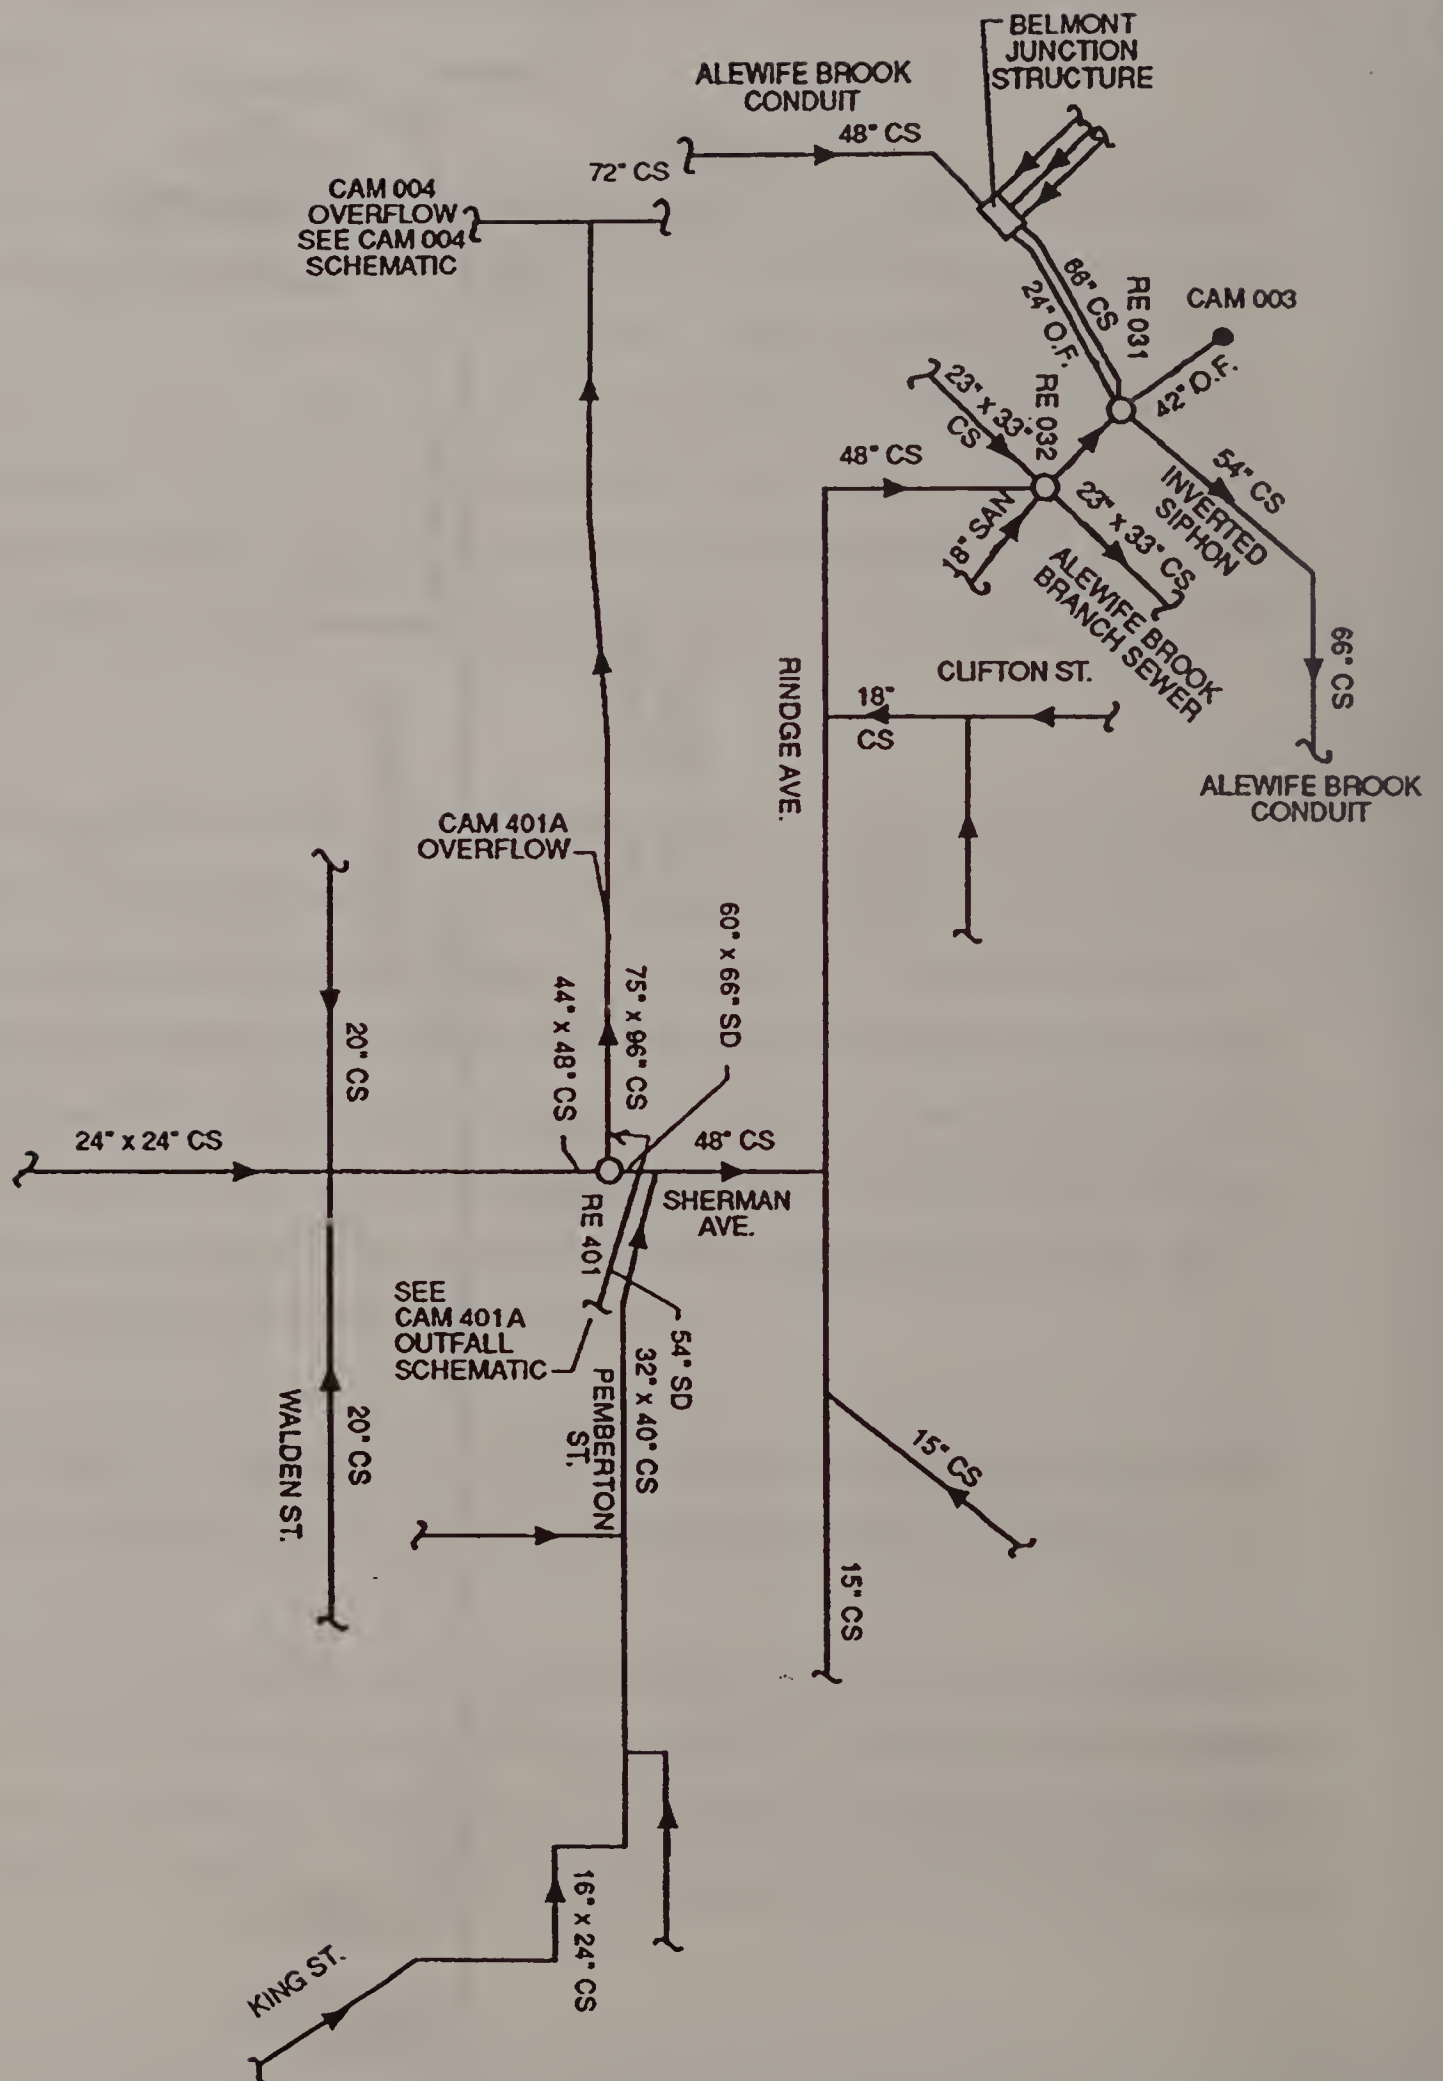 BELMONT
JUNCTION
STRUCTURE
ALEWIFE BROOK
CONDUIT
48" CS
72" CS
CAM 004
OVERFLOW
SEE CAM 004
SCHEMATIC
66" CS
24" O.F.
RE 031
CAM 003
42" O.F.
23" x 33"
CS
RE 032
48" CS
18" SAN
54" CS
INVERTED
SIPHON
23" x 33" CS
ALEWIFE BROOK
BRANCH SEWER
66" CS
ALEWIFE BROOK
CONDUIT
CLIFTON ST.
18"
CS
RINDGE AVE.
CAM 401A
OVERFLOW
60" x 66" SD
75" x 96" CS
44" x 48" CS
20" CS
24" x 24" CS
48" CS
SHERMAN
AVE.
RE 401
SEE
CAM 401A
OUTFALL
SCHEMATIC
54" SD
32" x 40" CS
PEMBERTON
ST.
20" CS
WALDEN ST.
15" CS
15" CS
16" x 24" CS
KING ST.